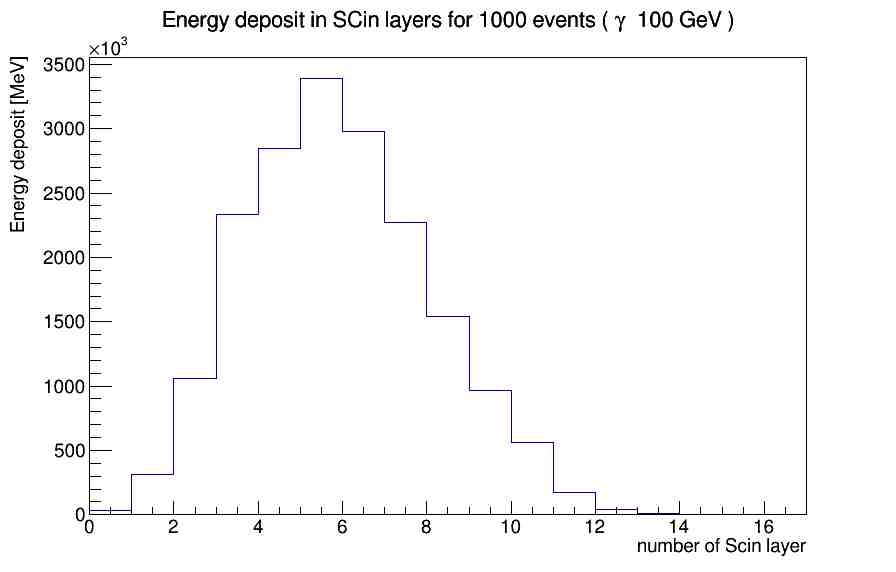 Energy deposit in SCin layers for 1000 events ( γ 100 GeV )
×10³
Energy deposit [MeV]
3500
3000
2500
2000
1500
1000
500
0
0 2 4 6 8 10 12 14 16
number of Scin layer